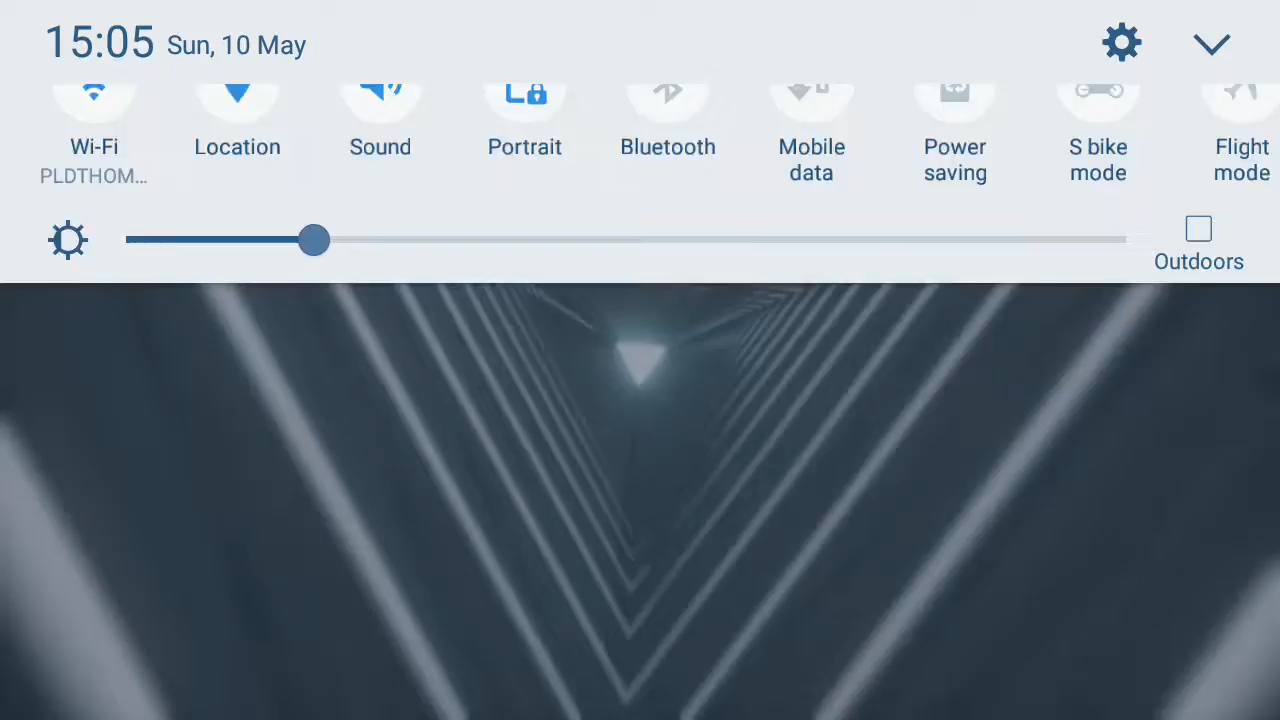 15:05 Sun, 10 May
Wi-Fi Location Sound Portrait Bluetooth Mobile data Power saving S bike mode Flight mode
PLDTHOM...
Outdoors